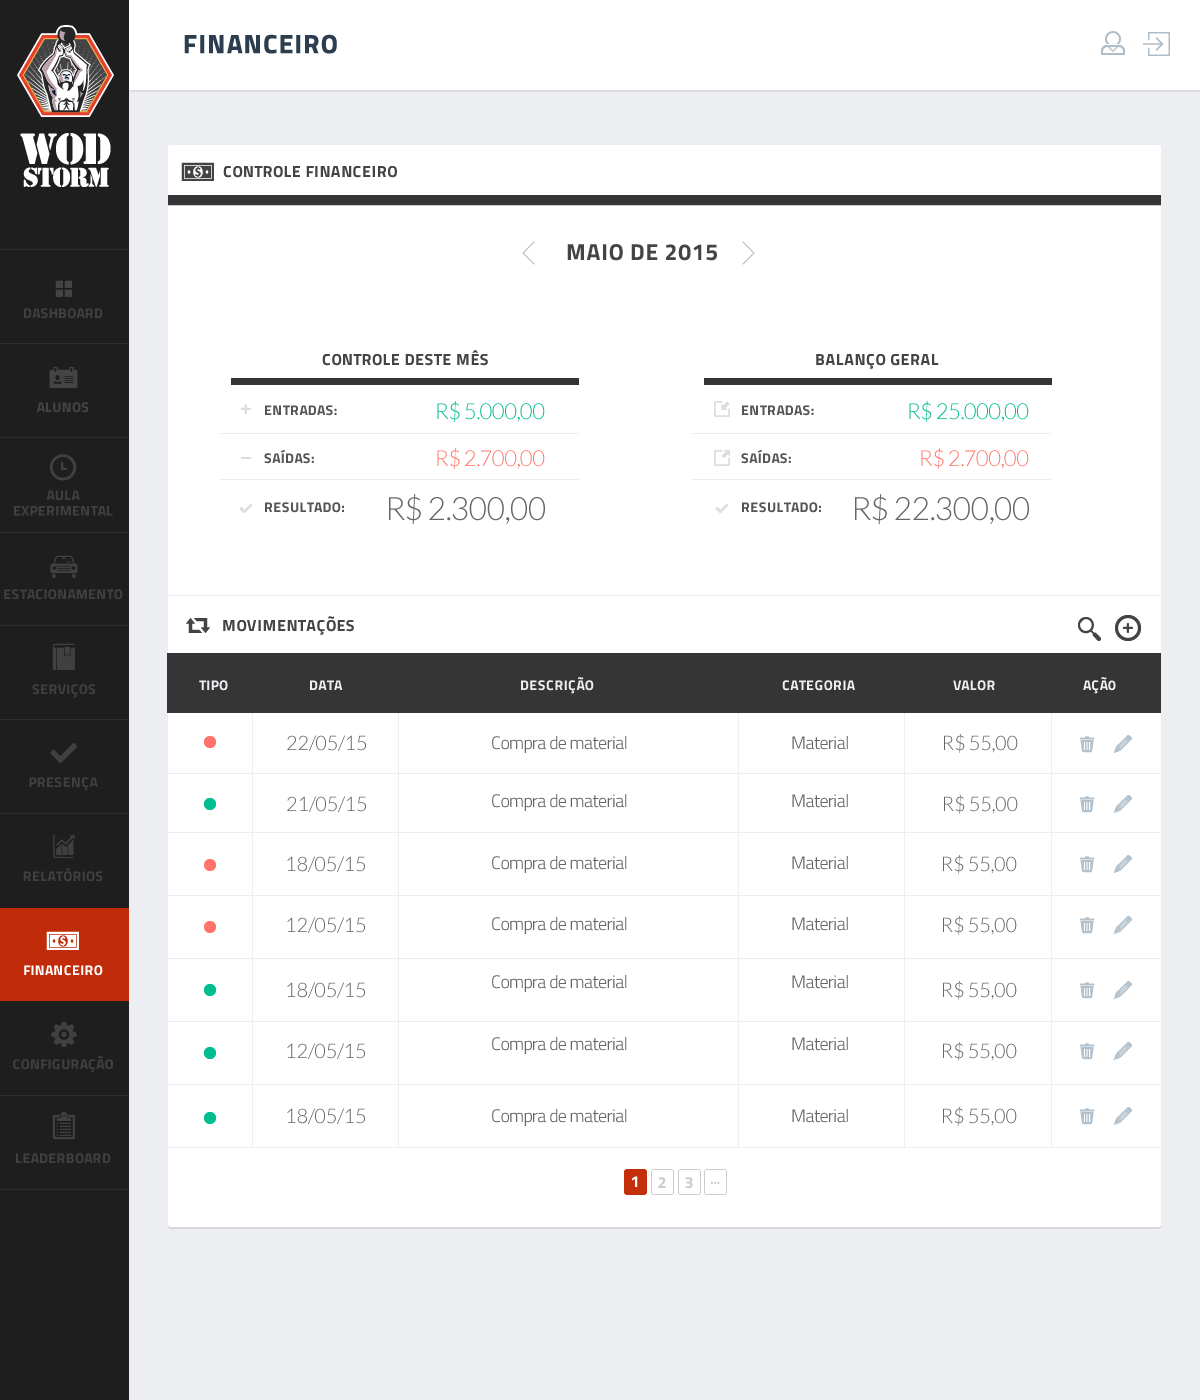 WOD
STORM
DASHBOARD
ALUNOS
AULA
EXPERIMENTAL
ESTACIONAMENTO
SERVIÇOS
PRESENÇA
RELATÓRIOS
FINANCEIRO
CONFIGURAÇÃO
LEADERBOARD
FINANCEIRO
CONTROLE FINANCEIRO
MAIO DE 2015
CONTROLE DESTE MÊS
ENTRADAS: R$ 5.000,00
SAÍDAS: R$ 2.700,00
RESULTADO: R$ 2.300,00
BALANÇO GERAL
ENTRADAS: R$ 25.000,00
SAÍDAS: R$ 2.700,00
RESULTADO: R$ 22.300,00
MOVIMENTAÇÕES
TIPO DATA DESCRIÇÃO CATEGORIA VALOR AÇÃO
22/05/15 Compra de material Material R$ 55,00
21/05/15 Compra de material Material R$ 55,00
18/05/15 Compra de material Material R$ 55,00
12/05/15 Compra de material Material R$ 55,00
18/05/15 Compra de material Material R$ 55,00
12/05/15 Compra de material Material R$ 55,00
18/05/15 Compra de material Material R$ 55,00
1 2 3 ...